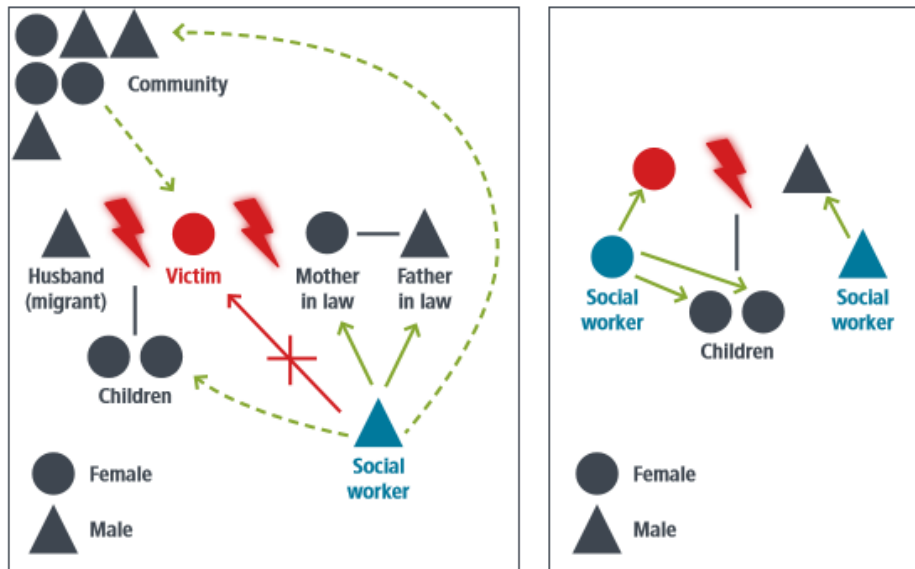 Community
Husband
(migrant)
Victim
Mother
in law
Father
in law
Children
Social
worker
Female
Male
Social
worker
Social
worker
Children
Female
Male